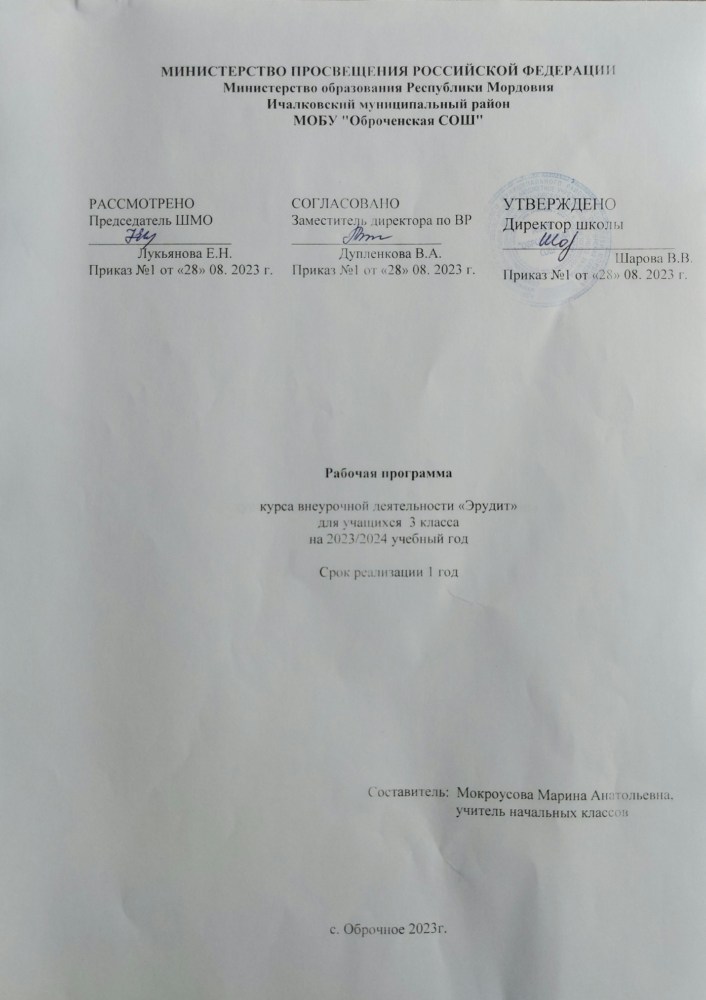 МИНИСТЕРСТВО ПРОСВЕЩЕНИЯ РОССИЙСКОЙ ФЕДЕРАЦИИ
Министерство образования Республики Мордовия
Ичалковский муниципальный район
МОБУ "Оброченская СОШ"
РАССМОТРЕНО
Председатель ШМО
Лукьянова Е.Н.
Приказ №1 от «28» 08. 2023 г.
СОГЛАСОВАНО
Заместитель директора по ВР
Дупленкова В.А.
Приказ №1 от «28» 08. 2023 г.
УТВЕРЖДЕНО
Директор школы
Шарова В.В.
Приказ №1 от «28» 08. 2023 г.
Рабочая программа
курса внеурочной деятельности «Эрудит»
для учащихся 3 класса
на 2023/2024 учебный год
Срок реализации 1 год
Составитель: Мокроусова Марина Анатольевна,
учитель начальных классов
с. Оброчное 2023г.